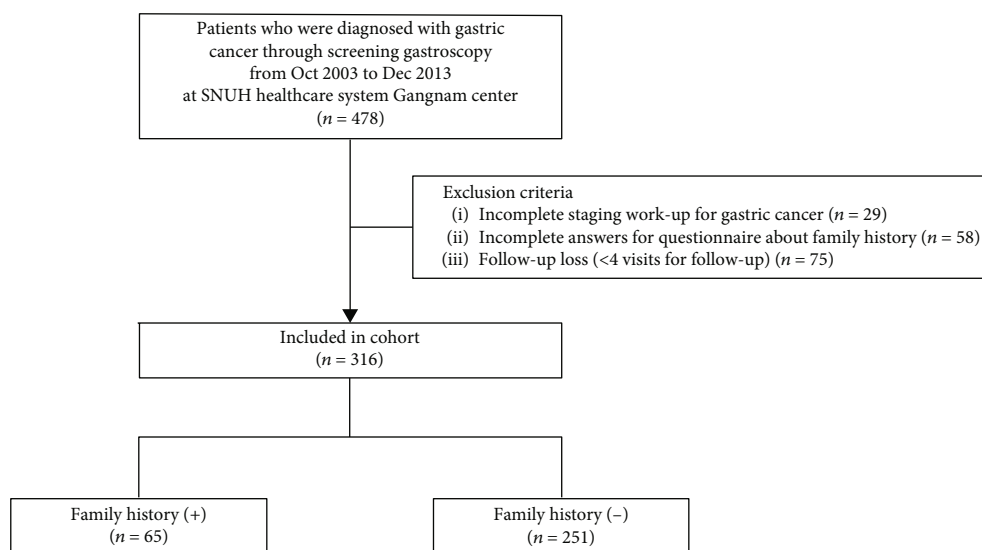 Patients who were diagnosed with gastric
cancer through screening gastroscopy
from Oct 2003 to Dec 2013
at SNUH healthcare system Gangnam center
(n = 478)
Exclusion criteria
(i) Incomplete staging work-up for gastric cancer (n = 29)
(ii) Incomplete answers for questionnaire about family history (n = 58)
(iii) Follow-up loss (<4 visits for follow-up) (n = 75)
Included in cohort
(n = 316)
Family history (+)
(n = 65)
Family history (–)
(n = 251)